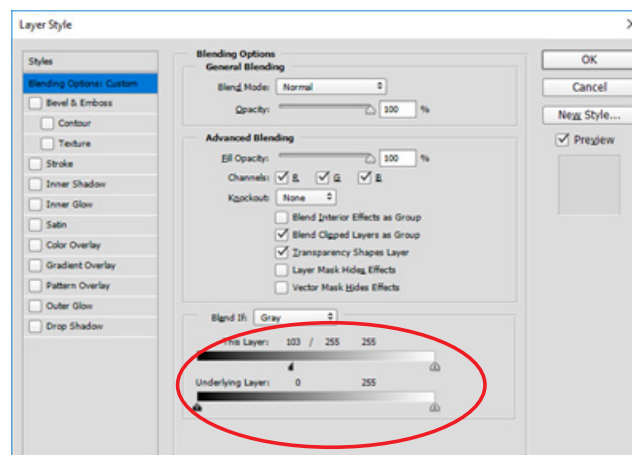 Layer Style
Styles
Blending Options: Custom
Bevel & Emboss
Contour
Texture
Stroke
Inner Shadow
Inner Glow
Satin
Color Overlay
Gradient Overlay
Pattern Overlay
Outer Glow
Drop Shadow
Blending Options
General Blending
Blend Mode: Normal
Opacity: 100 %
Advanced Blending
Fill Opacity: 100 %
Channels: R G B
Knockout: None
Blend Interior Effects as Group
Blend Clipped Layers as Group
Transparency Shapes Layer
Layer Mask Hides Effects
Vector Mask Hides Effects
Blend If: Gray
This Layer: 103 / 255 255
Underlying Layer: 0 255
OK
Cancel
New Style...
Preview